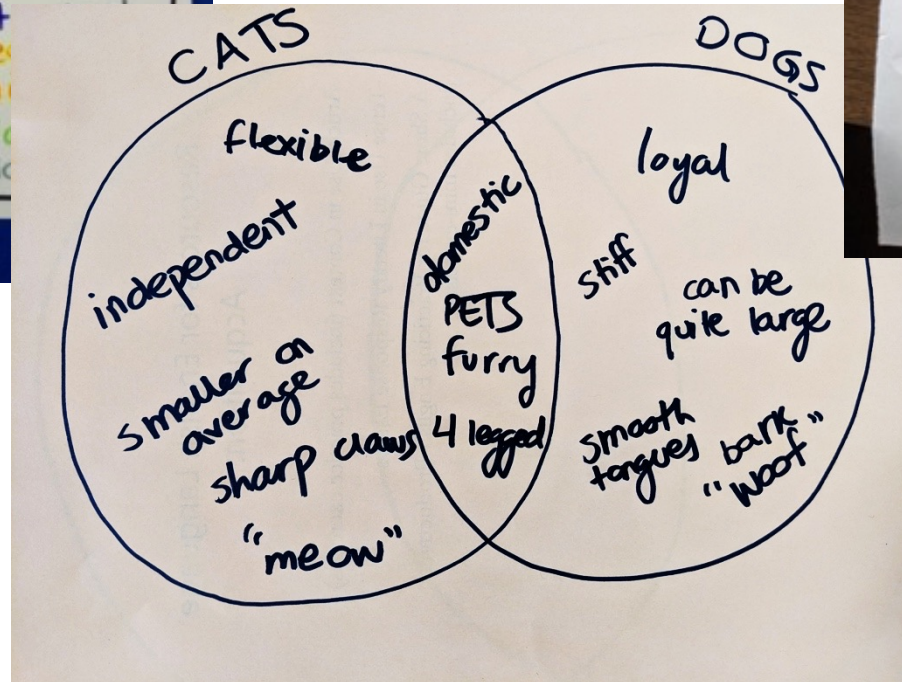 CATS
DOGS
flexible
independent
smaller on
average
sharp claws
"meow"
domestic
PETS
furry
4 legged
loyal
stiff
can be
quite large
smooth
tongues
bark
"woof"